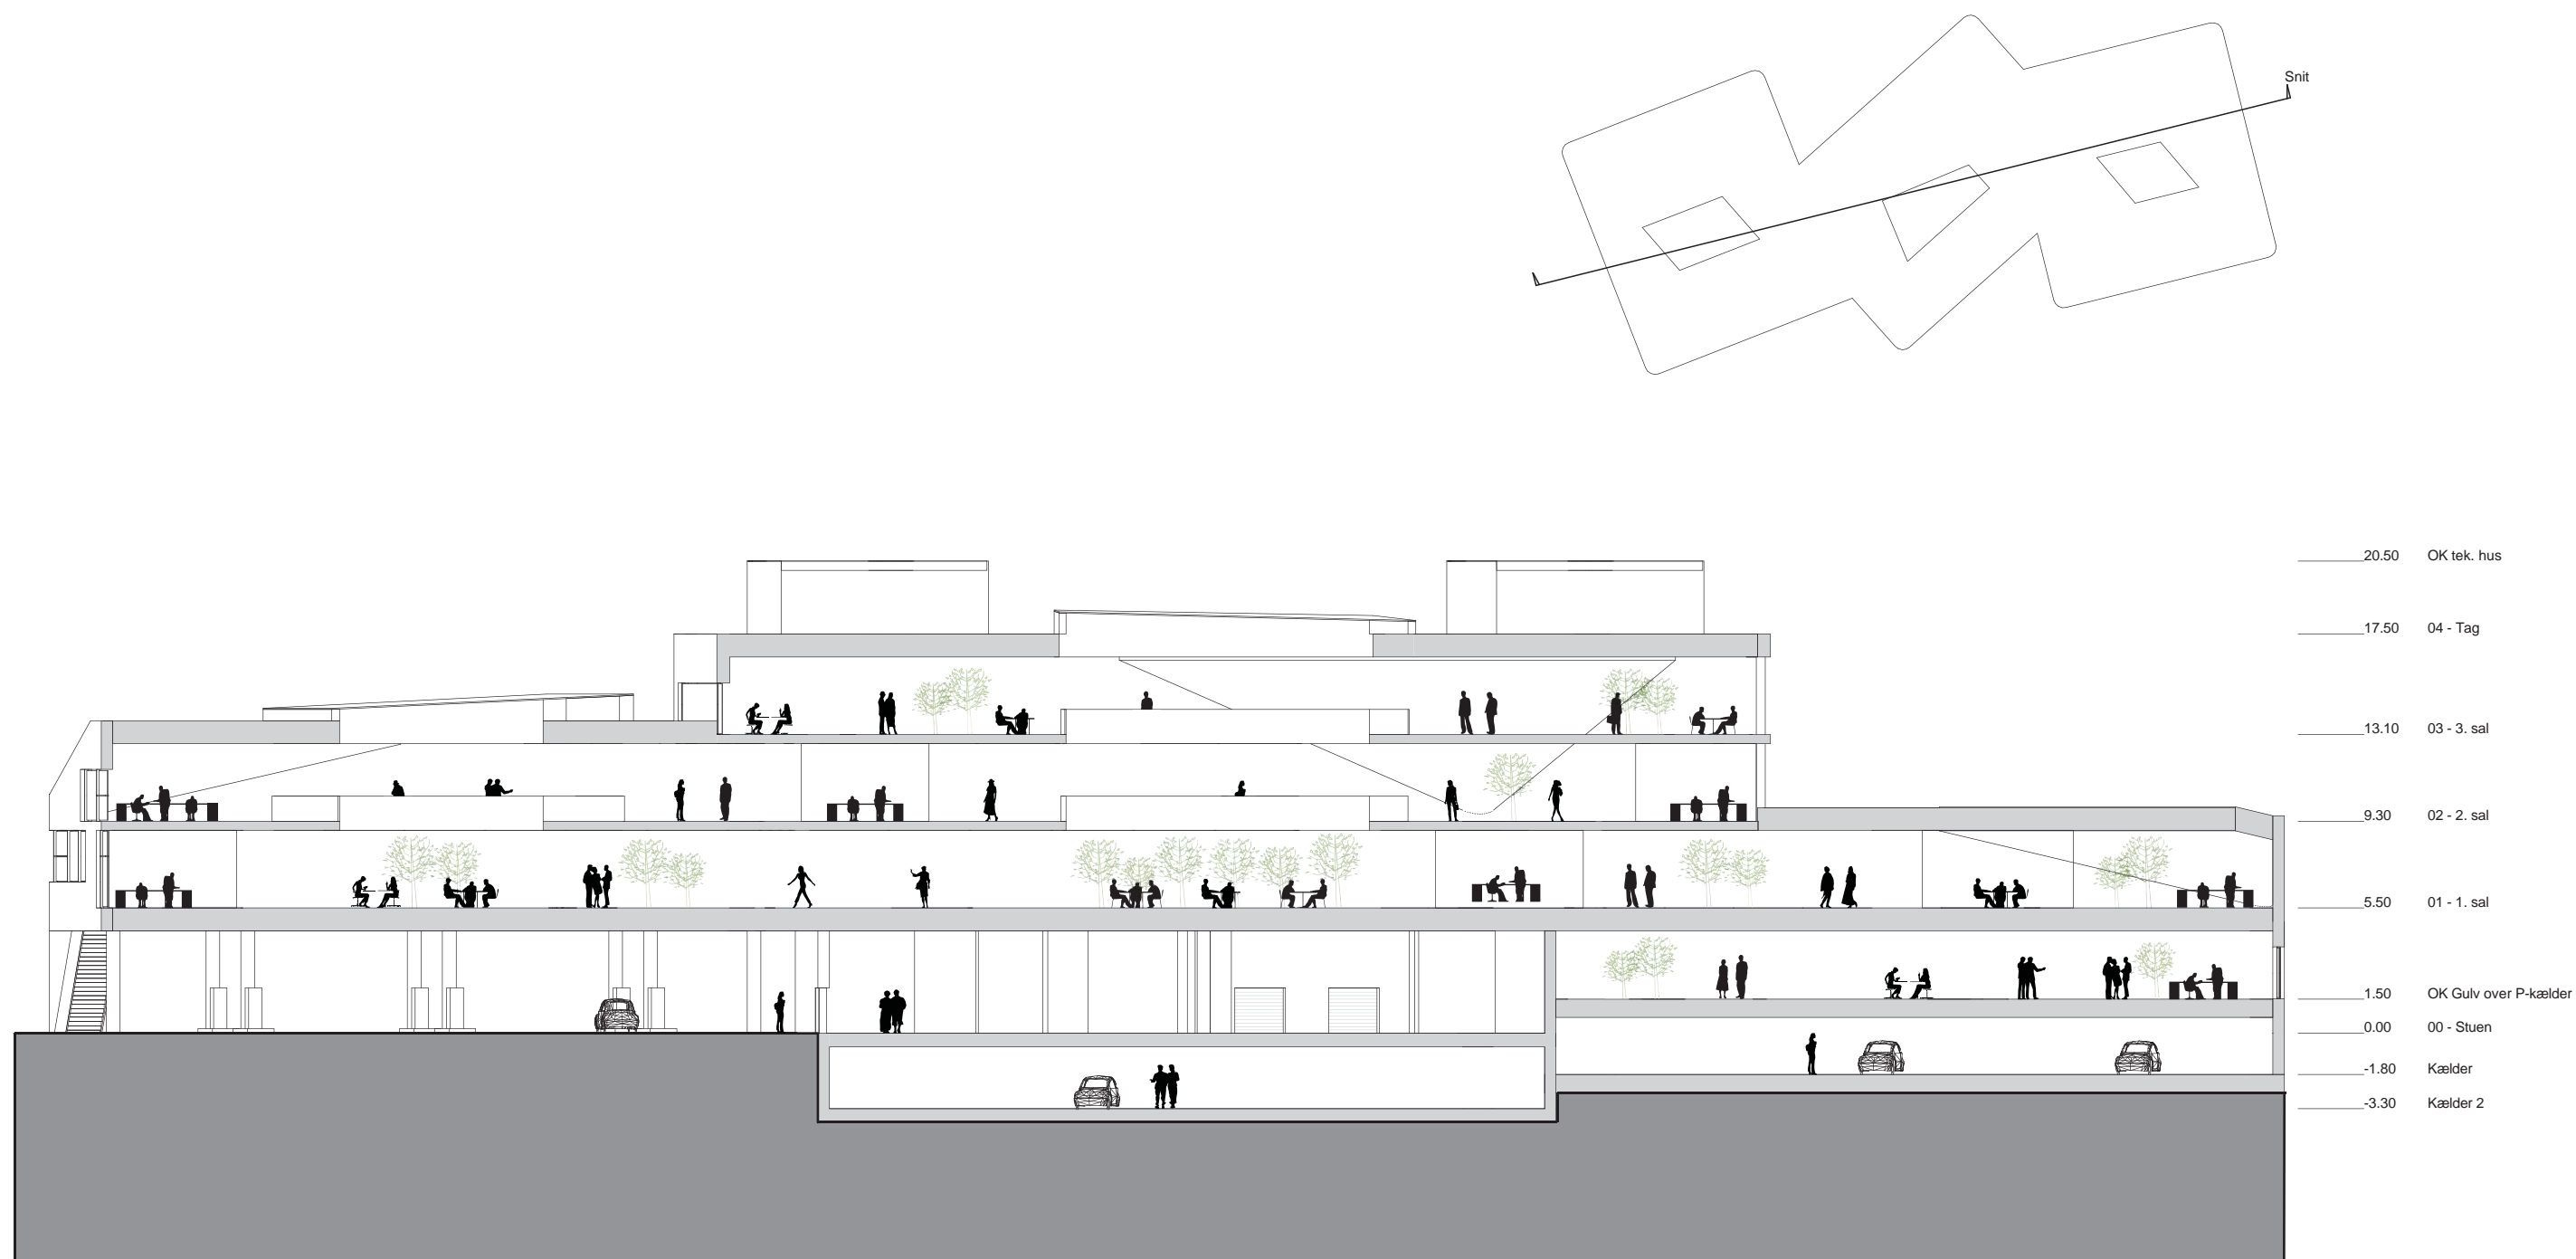 Snit
20.50 OK tek. hus
17.50 04 - Tag
13.10 03 - 3. sal
9.30 02 - 2. sal
5.50 01 - 1. sal
1.50 OK Gulv over P-kælder
0.00 00 - Stuen
-1.80 Kælder
-3.30 Kælder 2